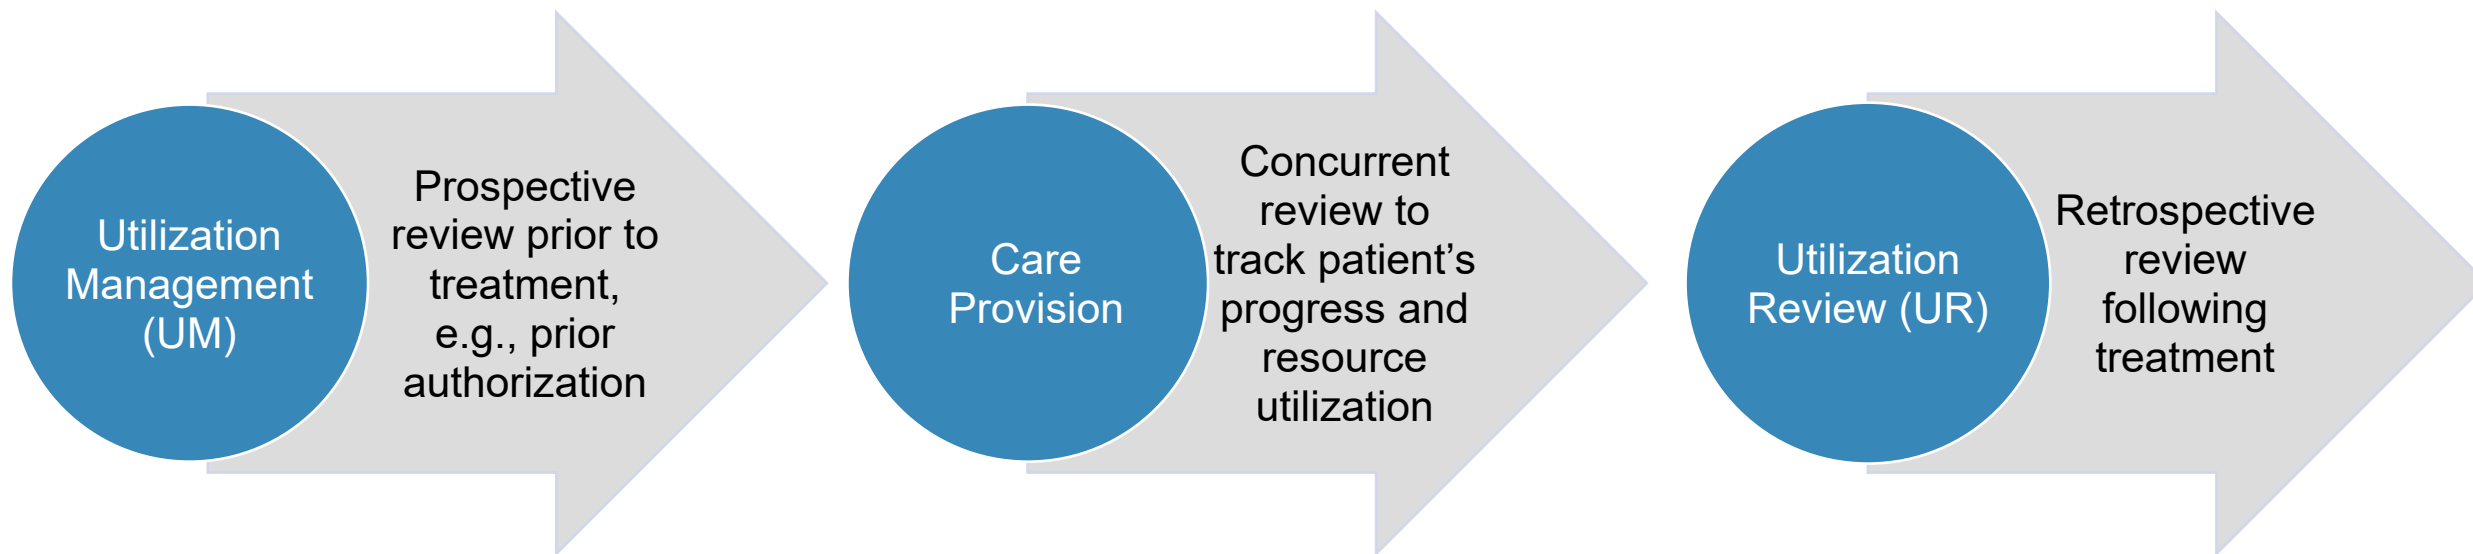 Utilization
Management
(UM)
Prospective
review prior to
treatment,
e.g., prior
authorization
Care
Provision
Concurrent
review to
track patient’s
progress and
resource
utilization
Utilization
Review (UR)
Retrospective
review
following
treatment